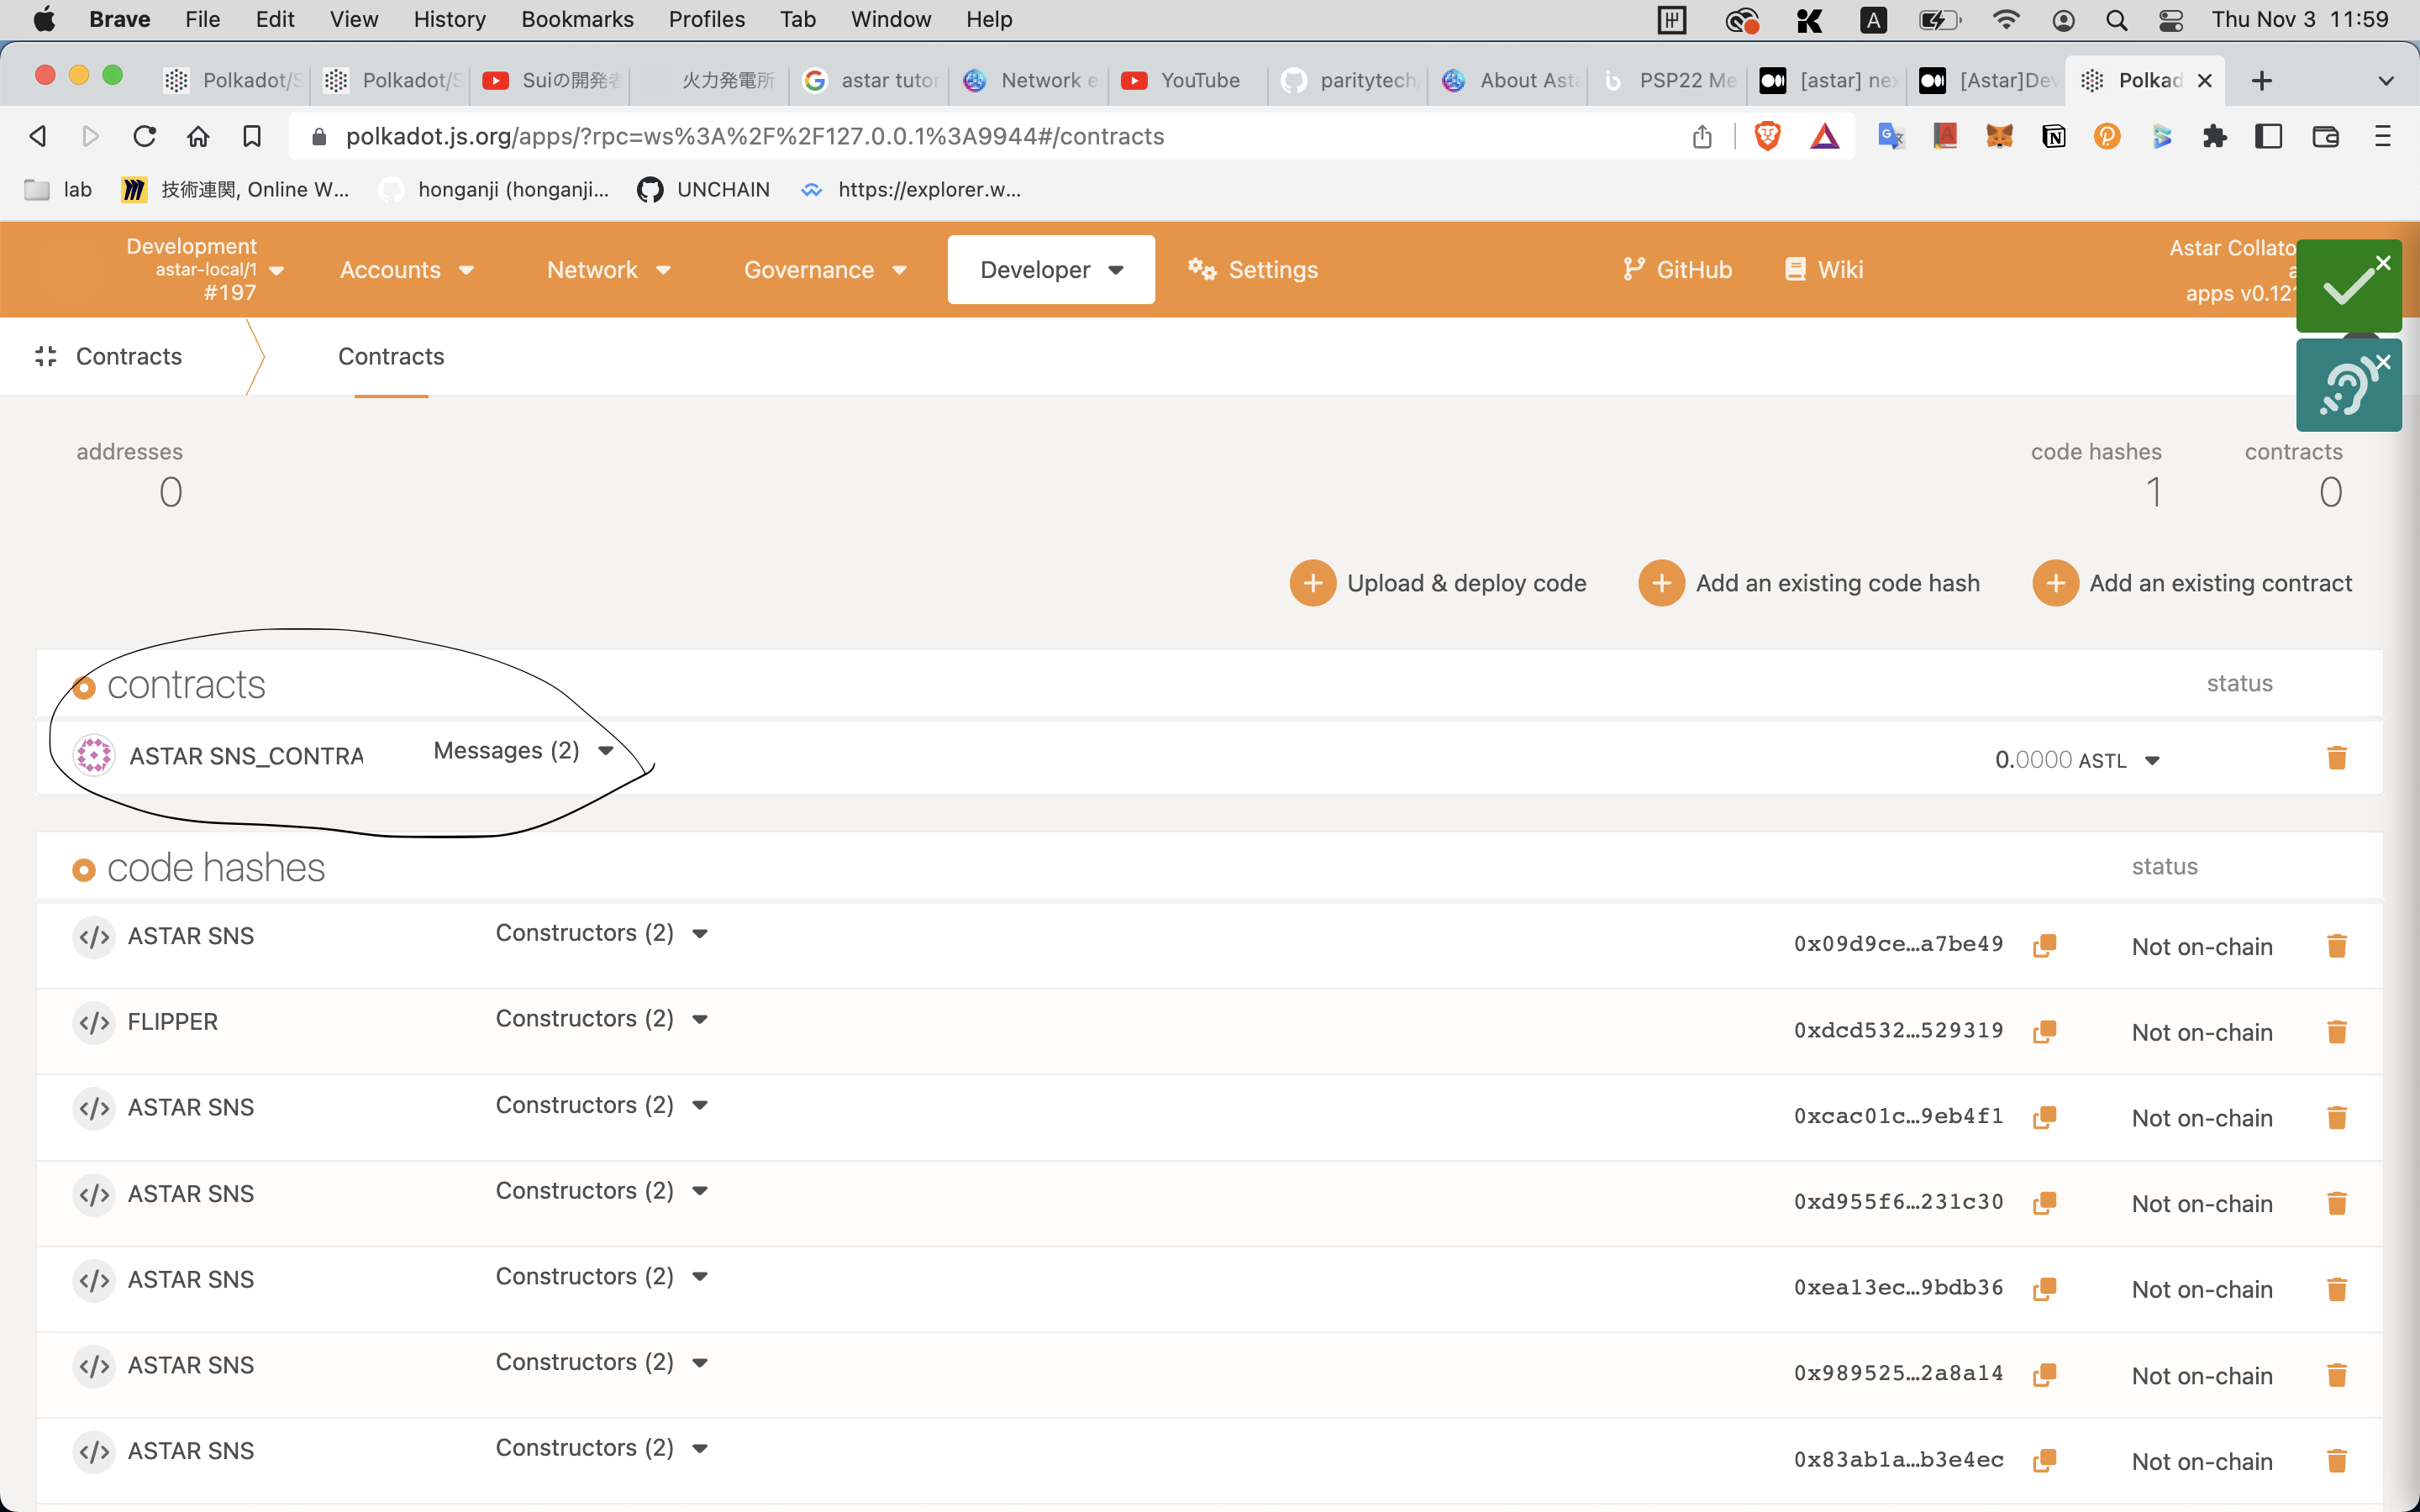 Brave File Edit View History Bookmarks Profiles Tab Window Help A Thu Nov 3 11:59
Polkadot/S Polkadot/S Suiの開発者 火力発電所 astar tutor Network e YouTube paritytech/ About Asta PSP22 Me [astar] nex [Astar]Dev Polkad
polkadot.js.org/apps/?rpc=ws%3A%2F%2F127.0.0.1%3A9944#/contracts
lab 技術連関, Online W... honganji (honganji... UNCHAIN https://explorer.w...
Development
astar-local/1
#197
Accounts Network Governance Developer Settings GitHub Wiki
Astar Collato
a
apps v0.121
Contracts Contracts
addresses code hashes contracts
0 1 0
Upload & deploy code Add an existing code hash Add an existing contract
contracts status
ASTAR SNS_CONTRA Messages (2) 0.0000 ASTL
code hashes status
ASTAR SNS Constructors (2) 0x09d9ce…a7be49 Not on-chain
FLIPPER Constructors (2) 0xdcd532…529319 Not on-chain
ASTAR SNS Constructors (2) 0xcac01c…9eb4f1 Not on-chain
ASTAR SNS Constructors (2) 0xd955f6…231c30 Not on-chain
ASTAR SNS Constructors (2) 0xea13ec…9bdb36 Not on-chain
ASTAR SNS Constructors (2) 0x989525…2a8a14 Not on-chain
ASTAR SNS Constructors (2) 0x83ab1a…b3e4ec Not on-chain